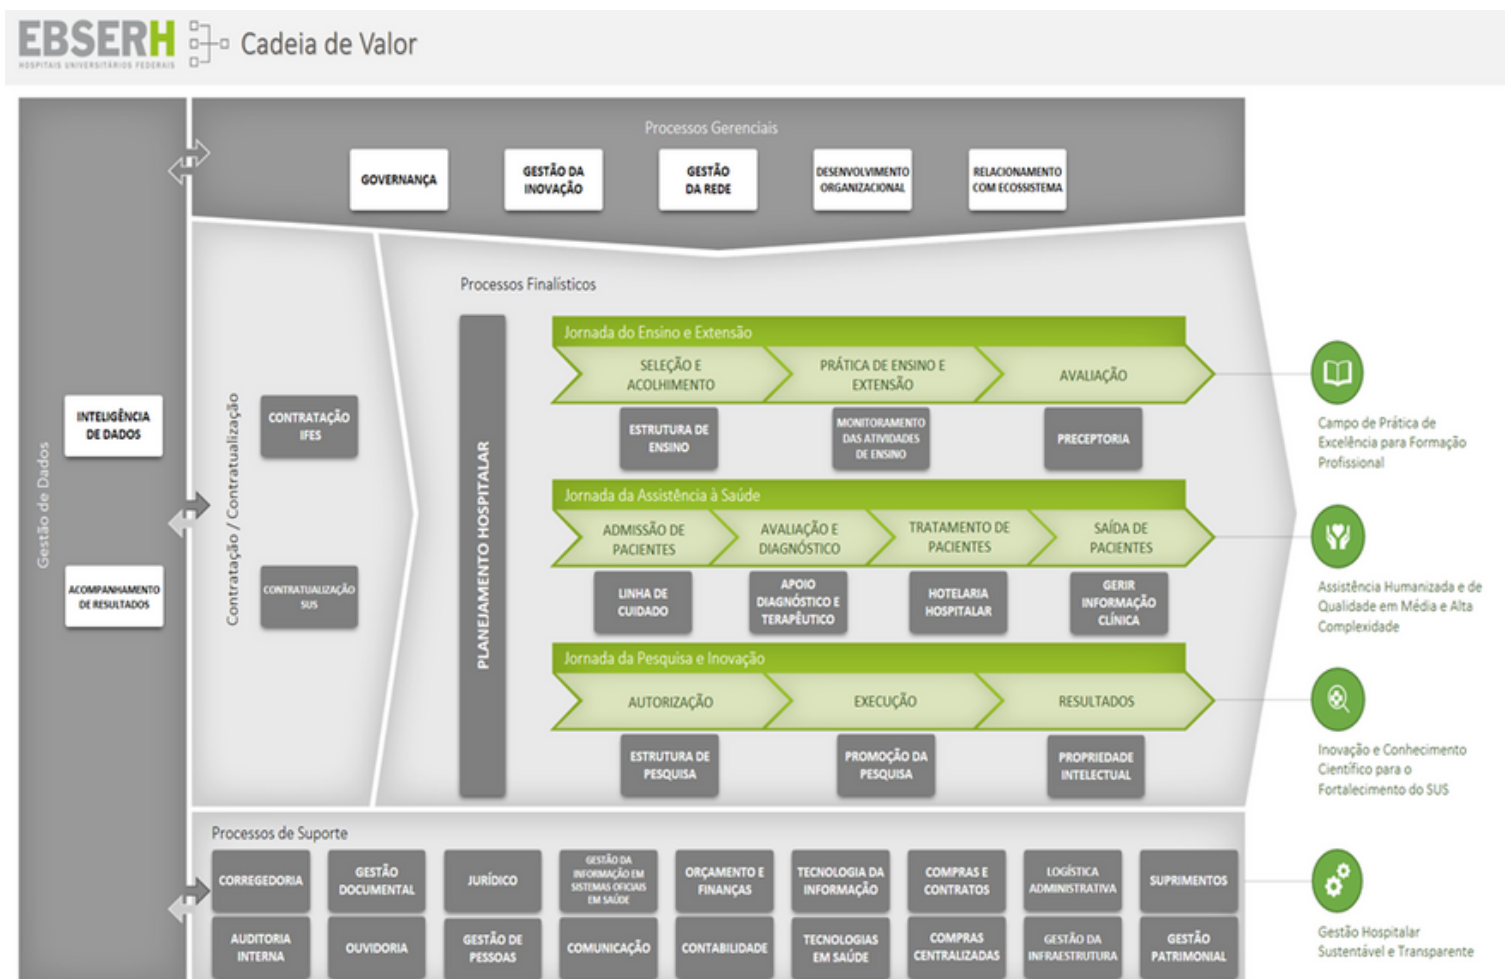 EBSERH
HOSPITAIS UNIVERSITÁRIOS FEDERAIS
Cadeia de Valor
Processos Gerenciais
GOVERNANÇA
GESTÃO DA
INOVAÇÃO
GESTÃO
DA REDE
DESENVOLVIMENTO
ORGANIZACIONAL
RELACIONAMENTO
COM ECOSSISTEMA
Gestão de Dados
INTELIGÊNCIA
DE DADOS
ACOMPANHAMENTO
DE RESULTADOS
Contratação / Contratualização
CONTRATAÇÃO
IFES
CONTRATUALIZAÇÃO
SUS
Processos Finalísticos
PLANEJAMENTO HOSPITALAR
Jornada do Ensino e Extensão
SELEÇÃO E
ACOLHIMENTO
PRÁTICA DE ENSINO E
EXTENSÃO
AVALIAÇÃO
ESTRUTURA DE
ENSINO
MONITORAMENTO
DAS ATIVIDADES
DE ENSINO
PRECEPTORIA
Jornada da Assistência à Saúde
ADMISSÃO DE
PACIENTES
AVALIAÇÃO E
DIAGNÓSTICO
TRATAMENTO DE
PACIENTES
SAÍDA DE
PACIENTES
LINHA DE
CUIDADO
APOIO
DIAGNÓSTICO E
TERAPÊUTICO
HOTELARIA
HOSPITALAR
GERIR
INFORMAÇÃO
CLÍNICA
Jornada da Pesquisa e Inovação
AUTORIZAÇÃO
EXECUÇÃO
RESULTADOS
ESTRUTURA DE
PESQUISA
PROMOÇÃO DA
PESQUISA
PROPRIEDADE
INTELECTUAL
Campo de Prática de
Excelência para Formação
Profissional
Assistência Humanizada e de
Qualidade em Média e Alta
Complexidade
Inovação e Conhecimento
Científico para o
Fortalecimento do SUS
Processos de Suporte
CORREGEDORIA
GESTÃO
DOCUMENTAL
JURÍDICO
GESTÃO DA
INFORMAÇÃO EM
SISTEMAS OFICIAIS
EM SAÚDE
ORÇAMENTO E
FINANÇAS
TECNOLOGIA DA
INFORMAÇÃO
COMPRAS E
CONTRATOS
LOGÍSTICA
ADMINISTRATIVA
SUPRIMENTOS
AUDITORIA
INTERNA
OUVIDORIA
GESTÃO DE
PESSOAS
COMUNICAÇÃO
CONTABILIDADE
TECNOLOGIAS
EM SAÚDE
COMPRAS
CENTRALIZADAS
GESTÃO DA
INFRAESTRUTURA
GESTÃO
PATRIMONIAL
Gestão Hospitalar
Sustentável e Transparente